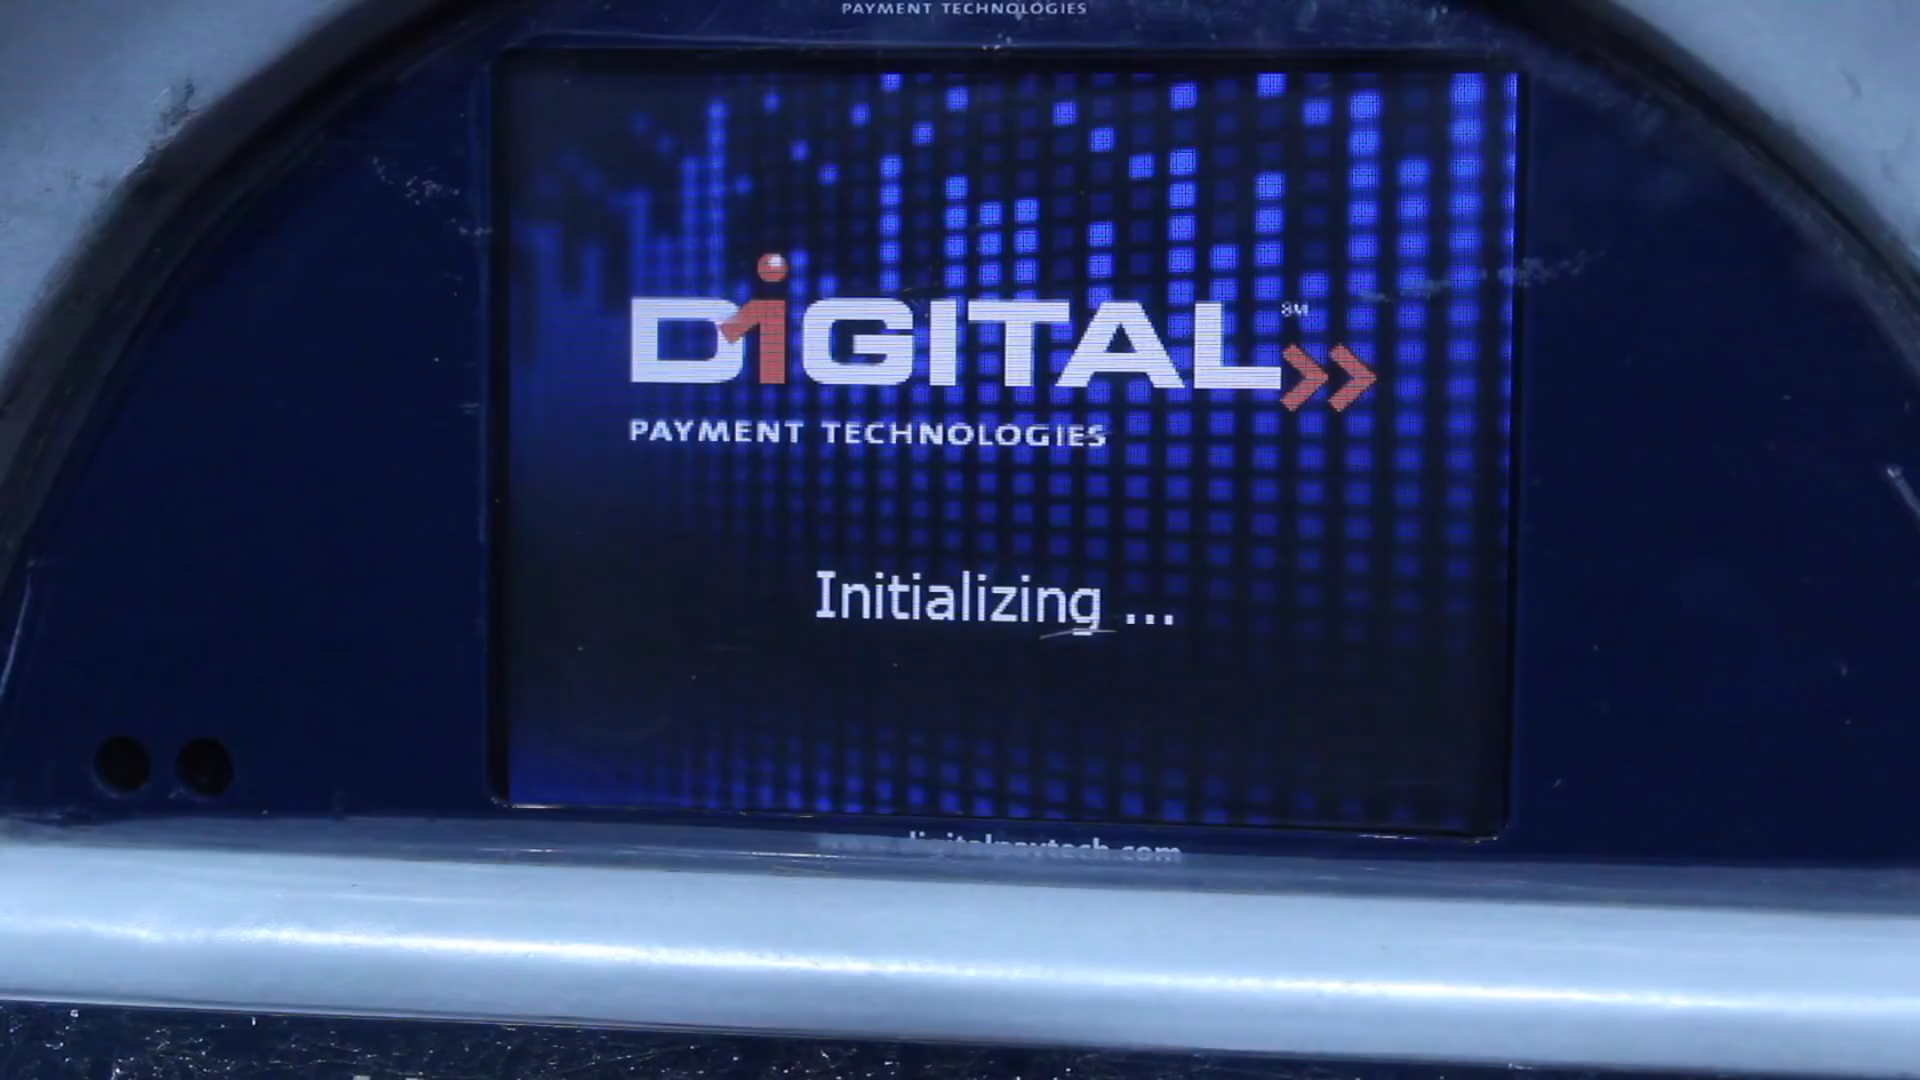 PAYMENT TECHNOLOGIES
DiGITAL SM
PAYMENT TECHNOLOGIES
Initializing ...
digitalpaytech.com